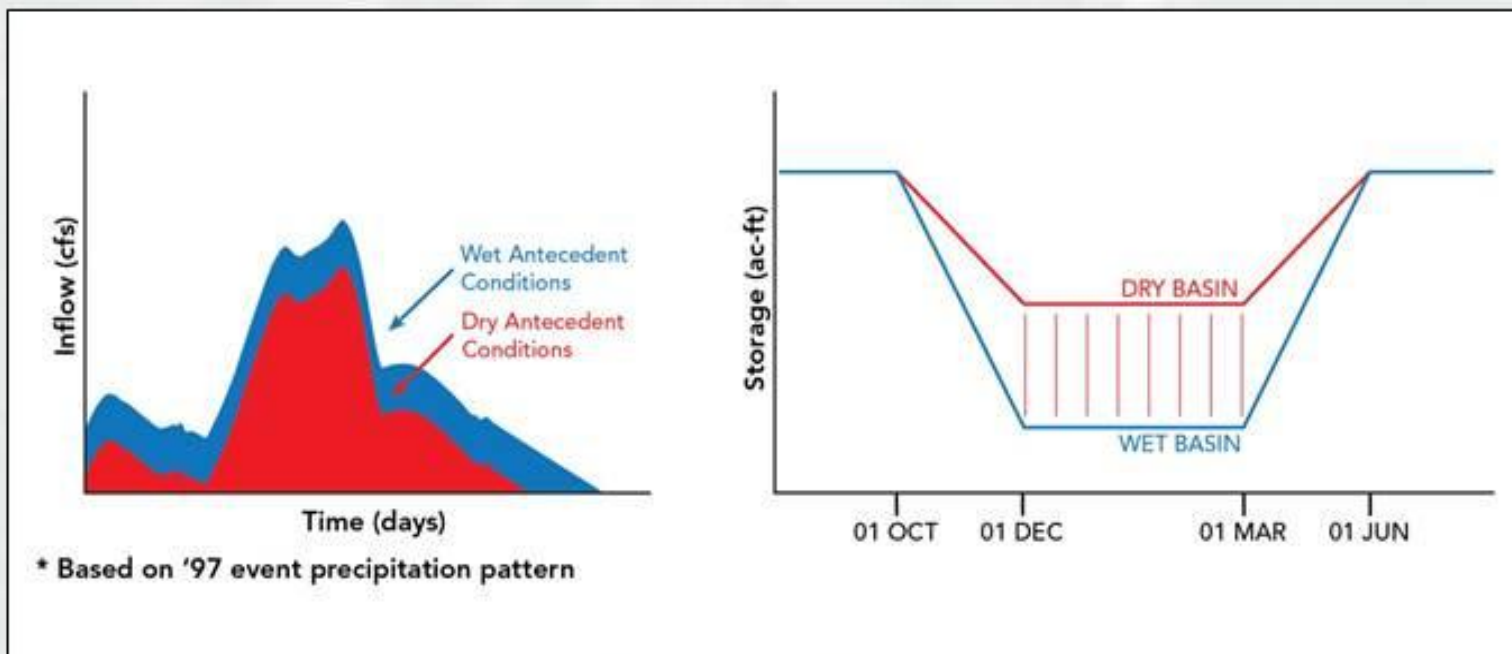 Inflow (cfs)
Wet Antecedent
Conditions
Dry Antecedent
Conditions
Time (days)
* Based on '97 event precipitation pattern
Storage (ac-ft)
DRY BASIN
WET BASIN
01 OCT
01 DEC
01 MAR
01 JUN